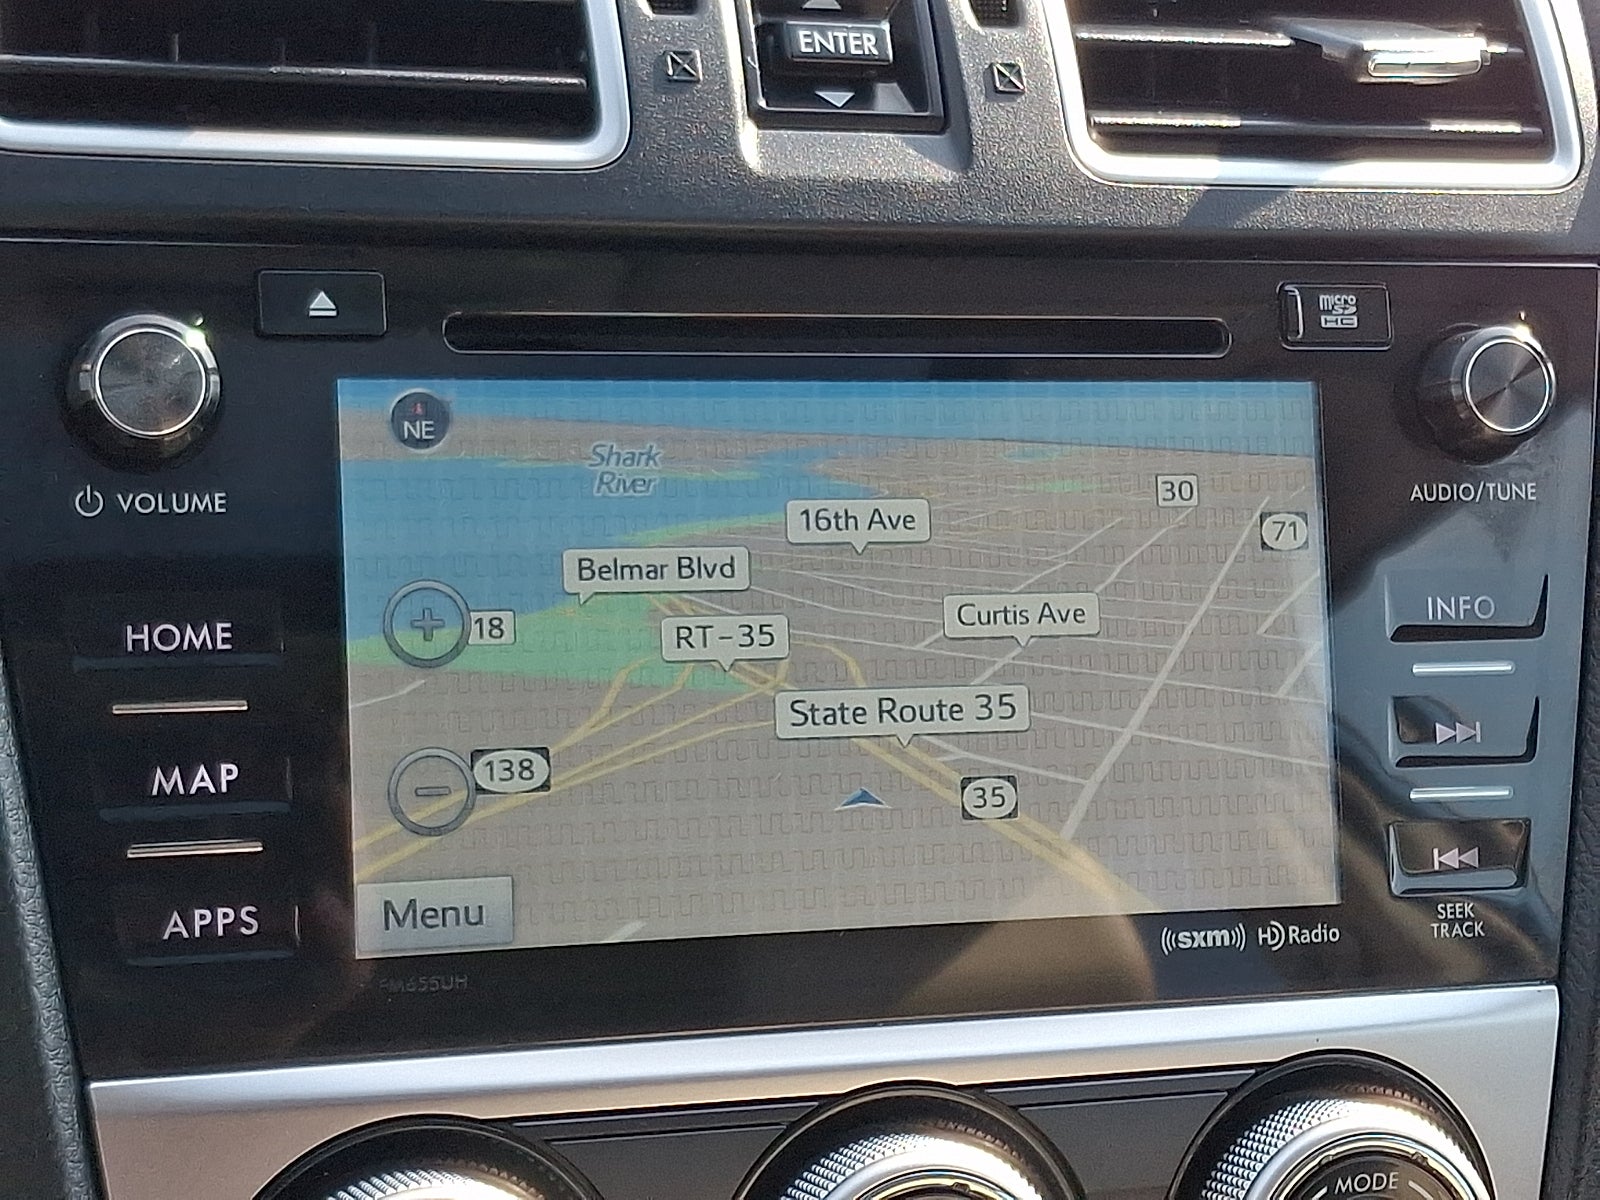 ENTER
micro
SD
HC
NE
Shark
River
VOLUME
AUDIO/TUNE
30
16th Ave
71
Belmar Blvd
INFO
Curtis Ave
18
HOME
RT-35
State Route 35
MAP
138
35
Menu
APPS
SEEK
TRACK
((sxm)) HD Radio
FM655UH
MODE